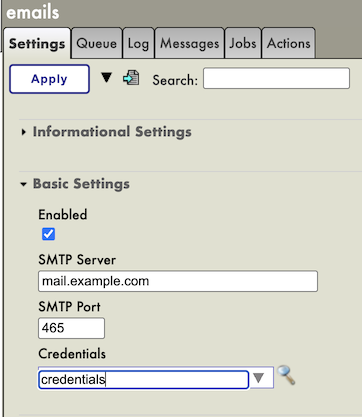 emails
Settings Queue Log Messages Jobs Actions
Apply Search:
Informational Settings
Basic Settings
Enabled
SMTP Server
mail.example.com
SMTP Port
465
Credentials
credentials